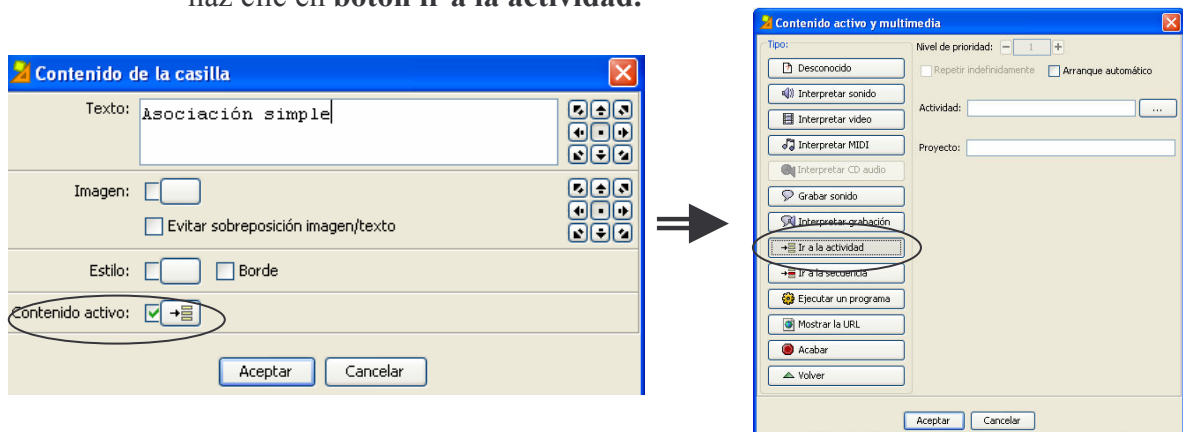 haz clic en botón ir a la actividad.
Contenido de la casilla
Texto:
Asociación simple
Imagen:
Evitar sobreposición imagen/texto
Estilo:
Borde
Contenido activo:
Aceptar
Cancelar
Contenido activo y multimedia
Tipo:
Desconocido
Interpretar sonido
Interpretar video
Interpretar MIDI
Interpretar CD audio
Grabar sonido
Interpretar grabación
Ir a la actividad
Ir a la secuencia
Ejecutar un programa
Mostrar la URL
Acabar
Volver
Nivel de prioridad: 1
Repetir indefinidamente
Arranque automático
Actividad:
...
Proyecto:
Aceptar
Cancelar